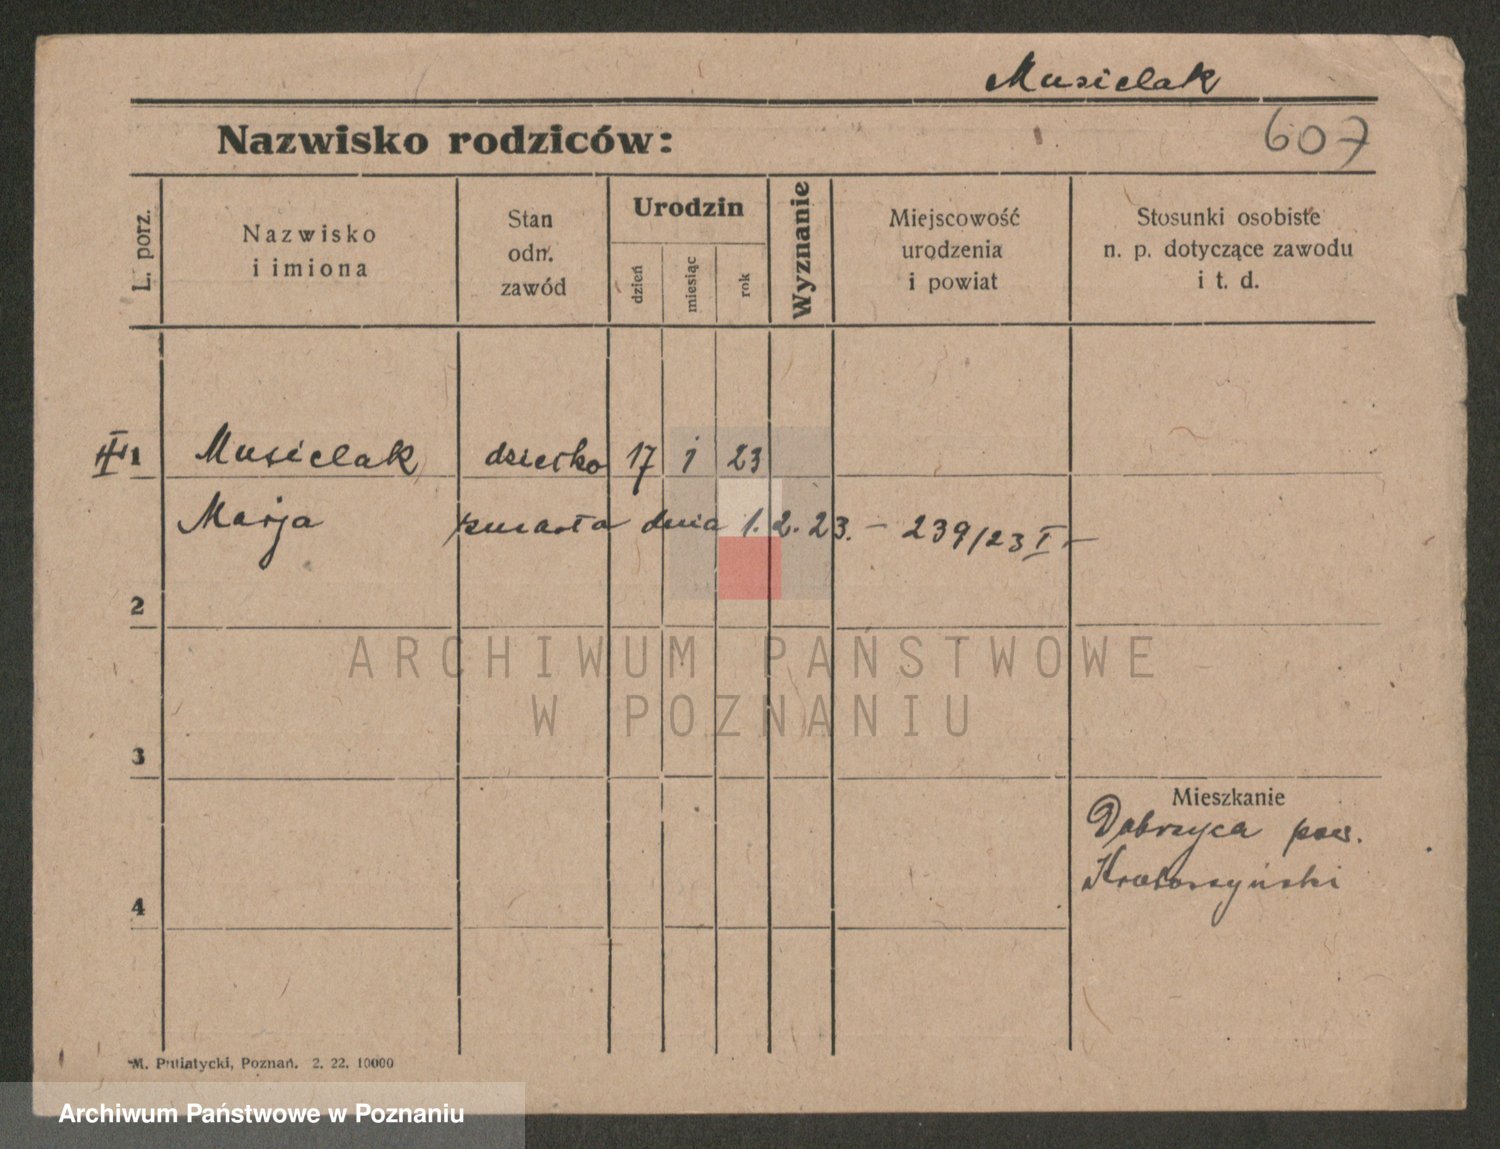 Musielak
607
Nazwisko rodziców:
L. porz.
Nazwisko
i imiona
Stan
odn.
zawód
Urodzin
dzień
miesiąc
rok
Wyznanie
Miejscowość
urodzenia
i powiat
Stosunki osobiste
n. p. dotyczące zawodu
i t. d.
1 Musielak dziecko 17 1 23
Marja zmarła dnia 1.2.23. – 239/23 I –
2
3
4
Mieszkanie
Dobrzyca pow.
Krotoszyński
M. Putiatycki, Poznań. 2. 22. 10000
ARCHIWUM PAŃSTWOWE
W POZNANIU
Archiwum Państwowe w Poznaniu